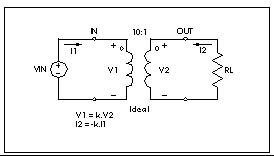 IN 10:1 OUT
I1 I2
+ + +
VIN V1 V2 RL
− −
Ideal
V1 = k.V2
I2 = -k.I1